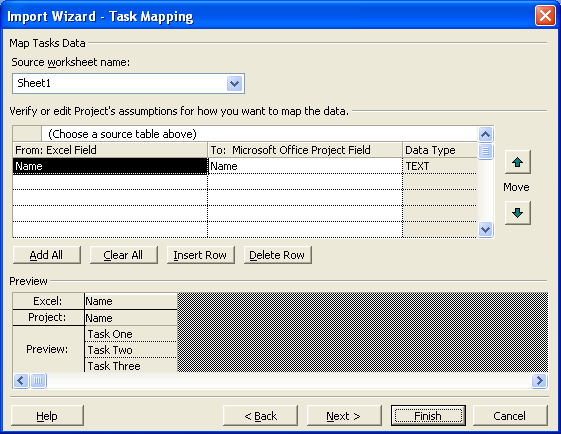 Import Wizard - Task Mapping
Map Tasks Data
Source worksheet name:
Sheet1
Verify or edit Project's assumptions for how you want to map the data.
(Choose a source table above)
From: Excel Field To: Microsoft Office Project Field Data Type
Name Name TEXT
Move
Add All Clear All Insert Row Delete Row
Preview
Excel: Name
Project: Name
Preview: Task One
Task Two
Task Three
Help < Back Next > Finish Cancel